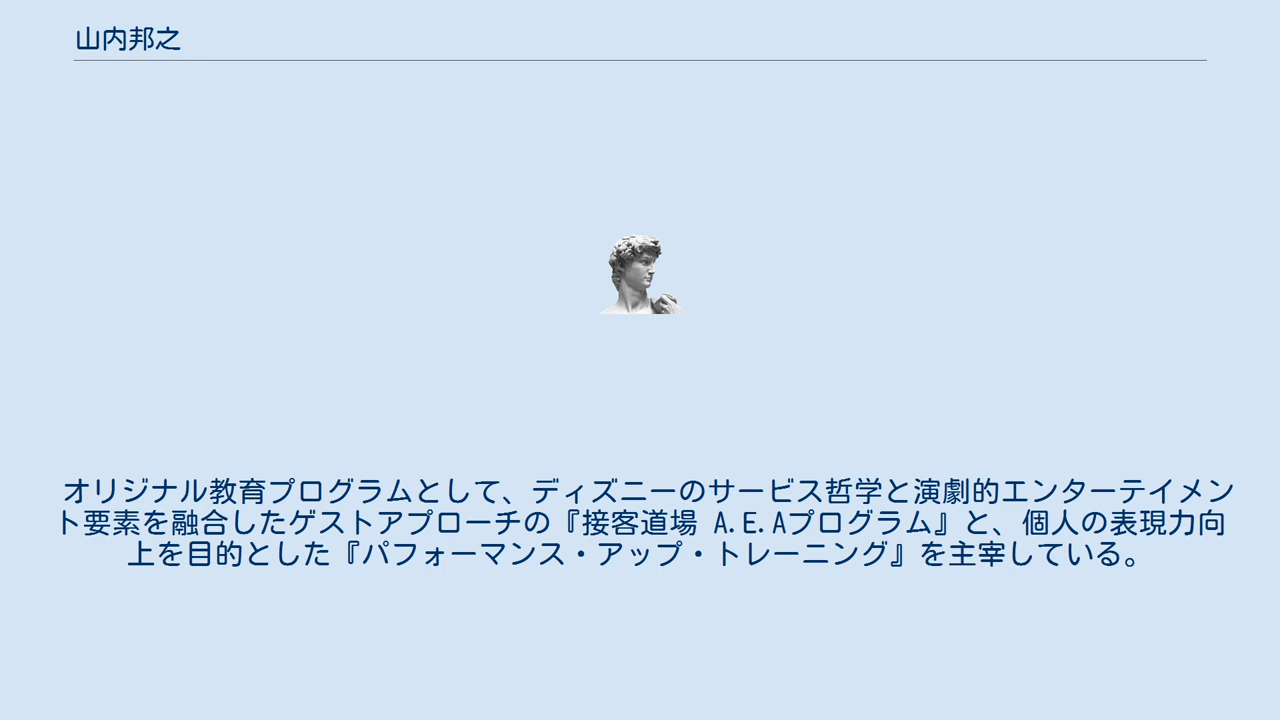 山内邦之
オリジナル教育プログラムとして、ディズニーのサービス哲学と演劇的エンターテイメン
ト要素を融合したゲストアプローチの『接客道場 A.E.Aプログラム』と、個人の表現力向
上を目的とした『パフォーマンス・アップ・トレーニング』を主宰している。